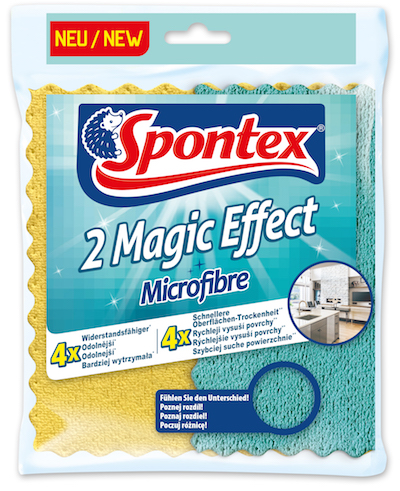 NEU / NEW
Spontex®
2 Magic Effect
Microfibre
4x
Widerstandsfähiger*
Odolnější*
Odolnejší*
Bardziej wytrzymała*
4x
Schnellere
Oberflächen-Trockenheit**
Rychleji vysuší povrchy**
Rýchlejšie vysuší povrchy**
Szybciej suche powierzchnie**
Fühlen Sie den Unterschied!
Poznej rozdíl!
Poznaj rozdiel!
Poczuj różnicę!